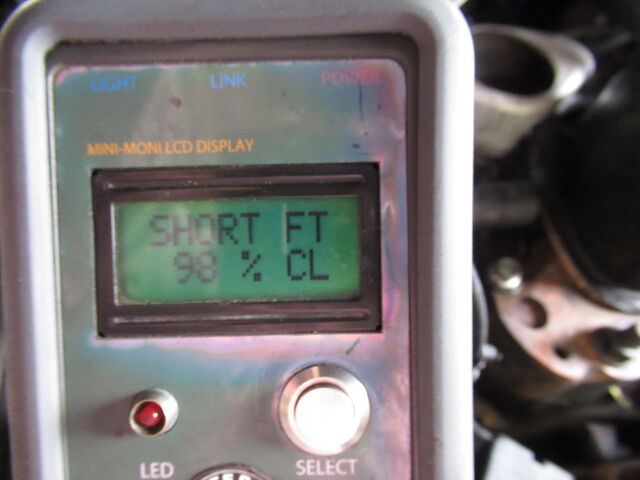 LIGHT LINK POWER
MINI-MONI LCD DISPLAY
SHORT FT
98 % CL
LED SELECT